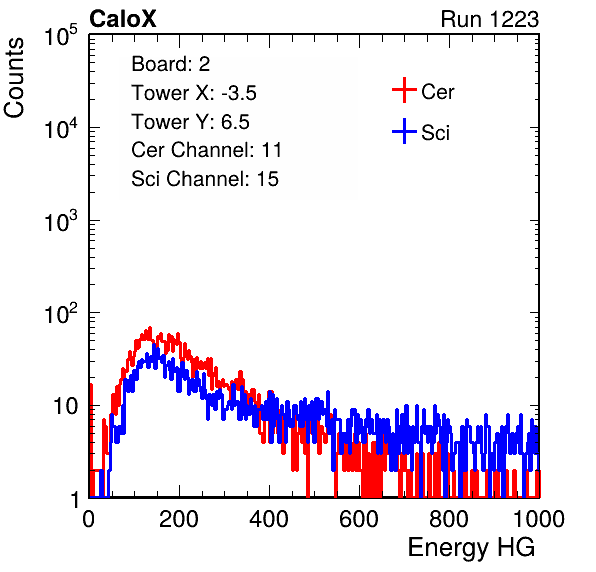 CaloX Run 1223
Counts
Board: 2
Tower X: -3.5
Tower Y: 6.5
Cer Channel: 11
Sci Channel: 15
Cer
Sci
10^5
10^4
10^3
10^2
10
1
0 200 400 600 800 1000
Energy HG